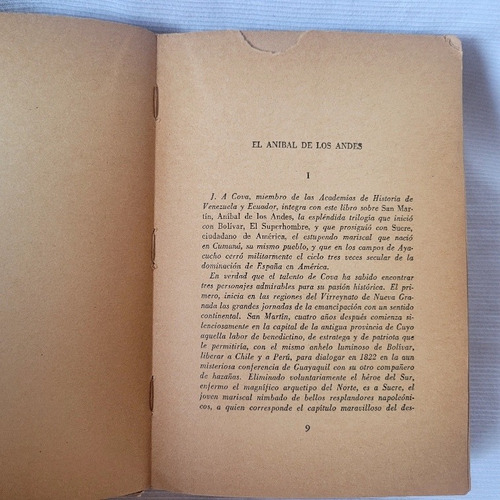 EL ANIBAL DE LOS ANDES
I
J. A Cova, miembro de las Academias de Historia de
Venezuela y Ecuador, integra con este libro sobre San Mar-
tín, Aníbal de los Andes, la espléndida trilogía que inició
con Bolívar, El Superhombre, y que prosiguió con Sucre,
ciudadano de América, el estupendo mariscal que nació
en Cumaná, su mismo pueblo, y que en los campos de Aya-
cucho cerró militarmente el ciclo tres veces secular de la
dominación de España en América.
En verdad que el talento de Cova ha sabido encontrar
tres personajes admirables para su pasión histórica. El pri-
mero, inicia en las regiones del Virreynato de Nueva Gra-
nada las grandes jornadas de la emancipación con un sentido
continental. San Martín, cuatro años después comienza si-
lenciosamente en la capital de la antigua provincia de Cuyo
aquella labor de benedictino, de estratega y de patriota que
le permitiría, con el mismo anhelo luminoso de Bolívar,
liberar a Chile y a Perú, para dialogar en 1822 en la aun
misteriosa conferencia de Guayaquil con su otro compañero
de hazañas. Eliminado voluntariamente el héroe del Sur,
enfermo el magnífico arquetipo del Norte, es a Sucre, el
joven mariscal nimbado de bellos resplandores napoleóni-
cos, a quien corresponde el capítulo maravilloso del des-
9